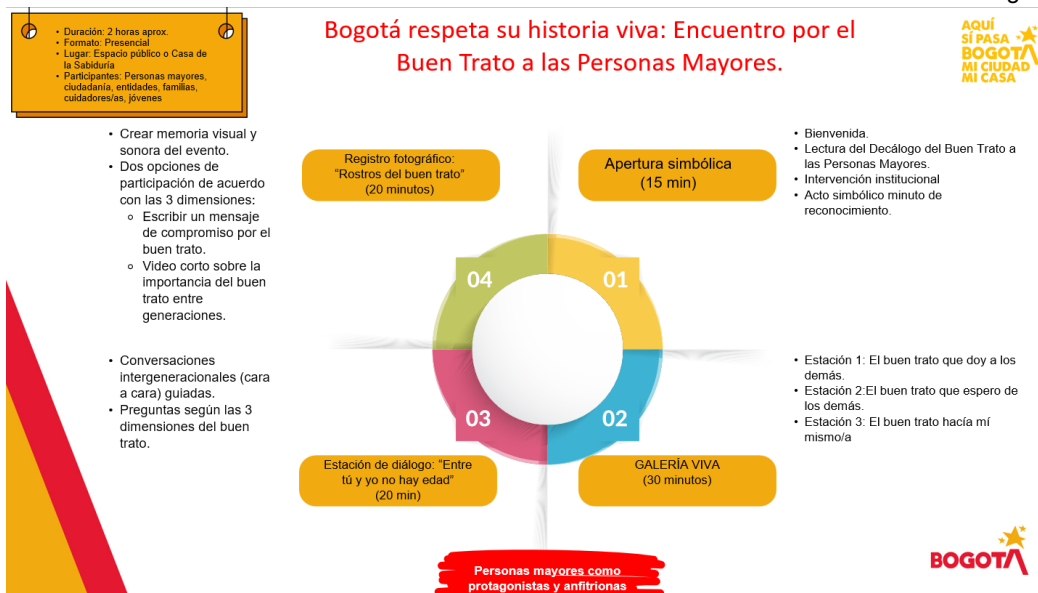 • Duración: 2 horas aprox.
• Formato: Presencial
• Lugar: Espacio público o Casa de
la Sabiduría
• Participantes: Personas mayores,
ciudadanía, entidades, familias,
cuidadores/as, jóvenes
Bogotá respeta su historia viva: Encuentro por el
Buen Trato a las Personas Mayores.
AQUÍ
SÍ PASA
BOGOTÁ
MI CIUDAD
MI CASA
• Crear memoria visual y
sonora del evento.
• Dos opciones de
participación de acuerdo
con las 3 dimensiones:
○ Escribir un mensaje
de compromiso por el
buen trato.
○ Video corto sobre la
importancia del buen
trato entre
generaciones.
Registro fotográfico:
“Rostros del buen trato”
(20 minutos)
Apertura simbólica
(15 min)
• Bienvenida.
• Lectura del Decálogo del Buen Trato a
las Personas Mayores.
• Intervención institucional
• Acto simbólico minuto de
reconocimiento.
04
01
03
02
• Conversaciones
intergeneracionales (cara
a cara) guiadas.
• Preguntas según las 3
dimensiones del buen
trato.
Estación de diálogo: “Entre
tú y yo no hay edad”
(20 min)
GALERÍA VIVA
(30 minutos)
• Estación 1: El buen trato que doy a los
demás.
• Estación 2:El buen trato que espero de
los demás.
• Estación 3: El buen trato hacía mí
mismo/a
Personas mayores como
protagonistas y anfitrionas
BOGOTÁ